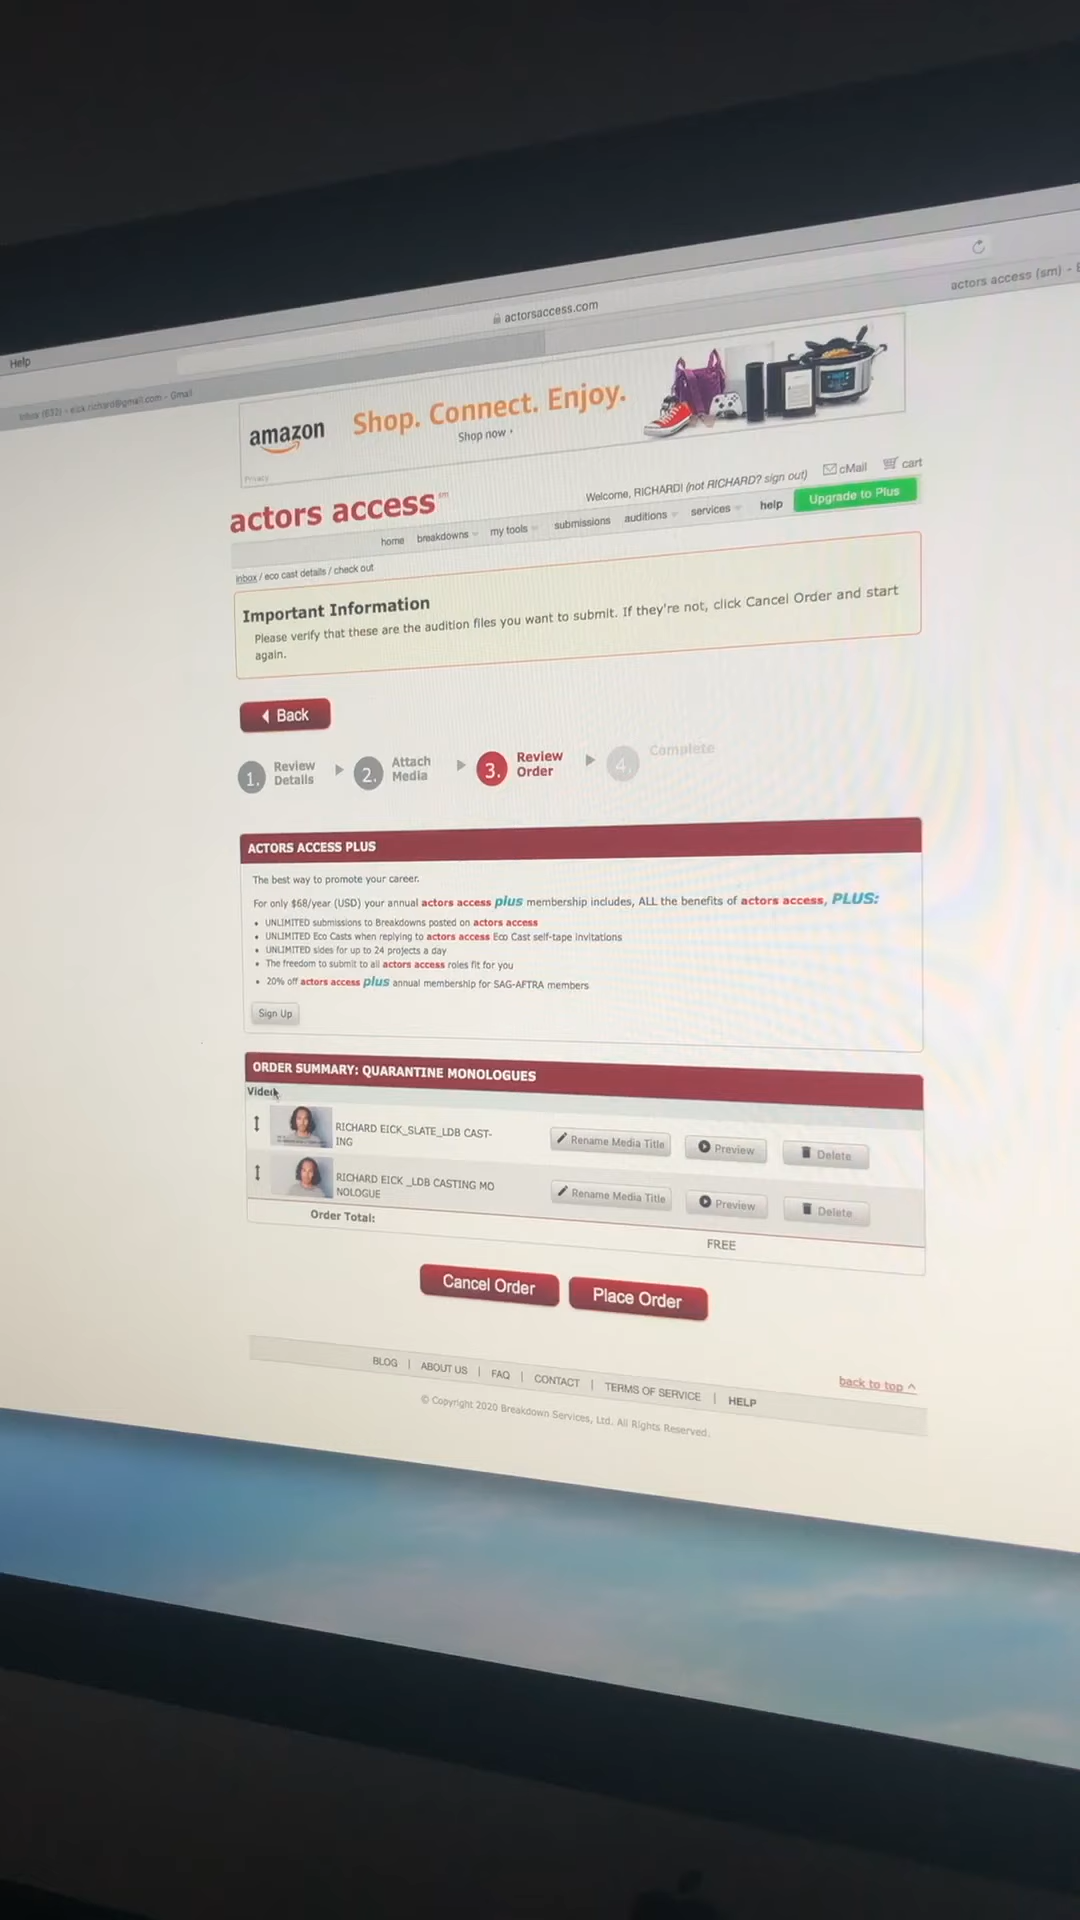 Help
actorsaccess.com
actors access (sm) - E
Inbox (632) - eick.richard@gmail.com - Gmail
amazon
Shop. Connect. Enjoy.
Shop now
Privacy
actors access sm
Welcome, RICHARD! (not RICHARD? sign out)
cMail
cart
home
breakdowns
my tools
submissions
auditions
services
help
Upgrade to Plus
inbox / eco cast details / check out
Important Information
Please verify that these are the audition files you want to submit. If they're not, click Cancel Order and start
again.
Back
1. Review
Details
2. Attach
Media
3. Review
Order
4. Complete
ACTORS ACCESS PLUS
The best way to promote your career.
For only $68/year (USD) your annual actors access plus membership includes, ALL the benefits of actors access, PLUS:
• UNLIMITED submissions to Breakdowns posted on actors access
• UNLIMITED Eco Casts when replying to actors access Eco Cast self-tape invitations
• UNLIMITED sides for up to 24 projects a day
• The freedom to submit to all actors access roles fit for you
• 20% off actors access plus annual membership for SAG-AFTRA members
Sign Up
ORDER SUMMARY: QUARANTINE MONOLOGUES
Video
RICHARD EICK_SLATE_LDB CAST-
ING
Rename Media Title
Preview
Delete
RICHARD EICK _LDB CASTING MO
NOLOGUE
Rename Media Title
Preview
Delete
Order Total:
FREE
Cancel Order
Place Order
BLOG | ABOUT US | FAQ | CONTACT | TERMS OF SERVICE | HELP
back to top ^
© Copyright 2020 Breakdown Services, Ltd. All Rights Reserved.